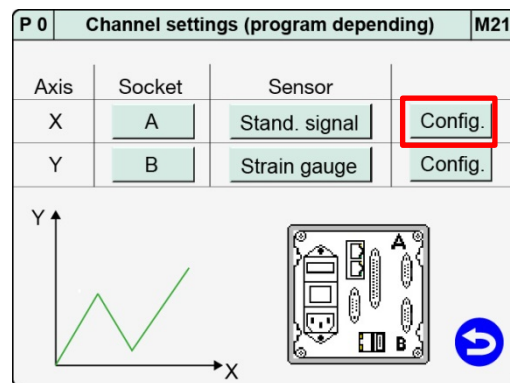 P 0 Channel settings (program depending) M21
Axis Socket Sensor
X A Stand. signal Config.
Y B Strain gauge Config.
Y
A
B
X